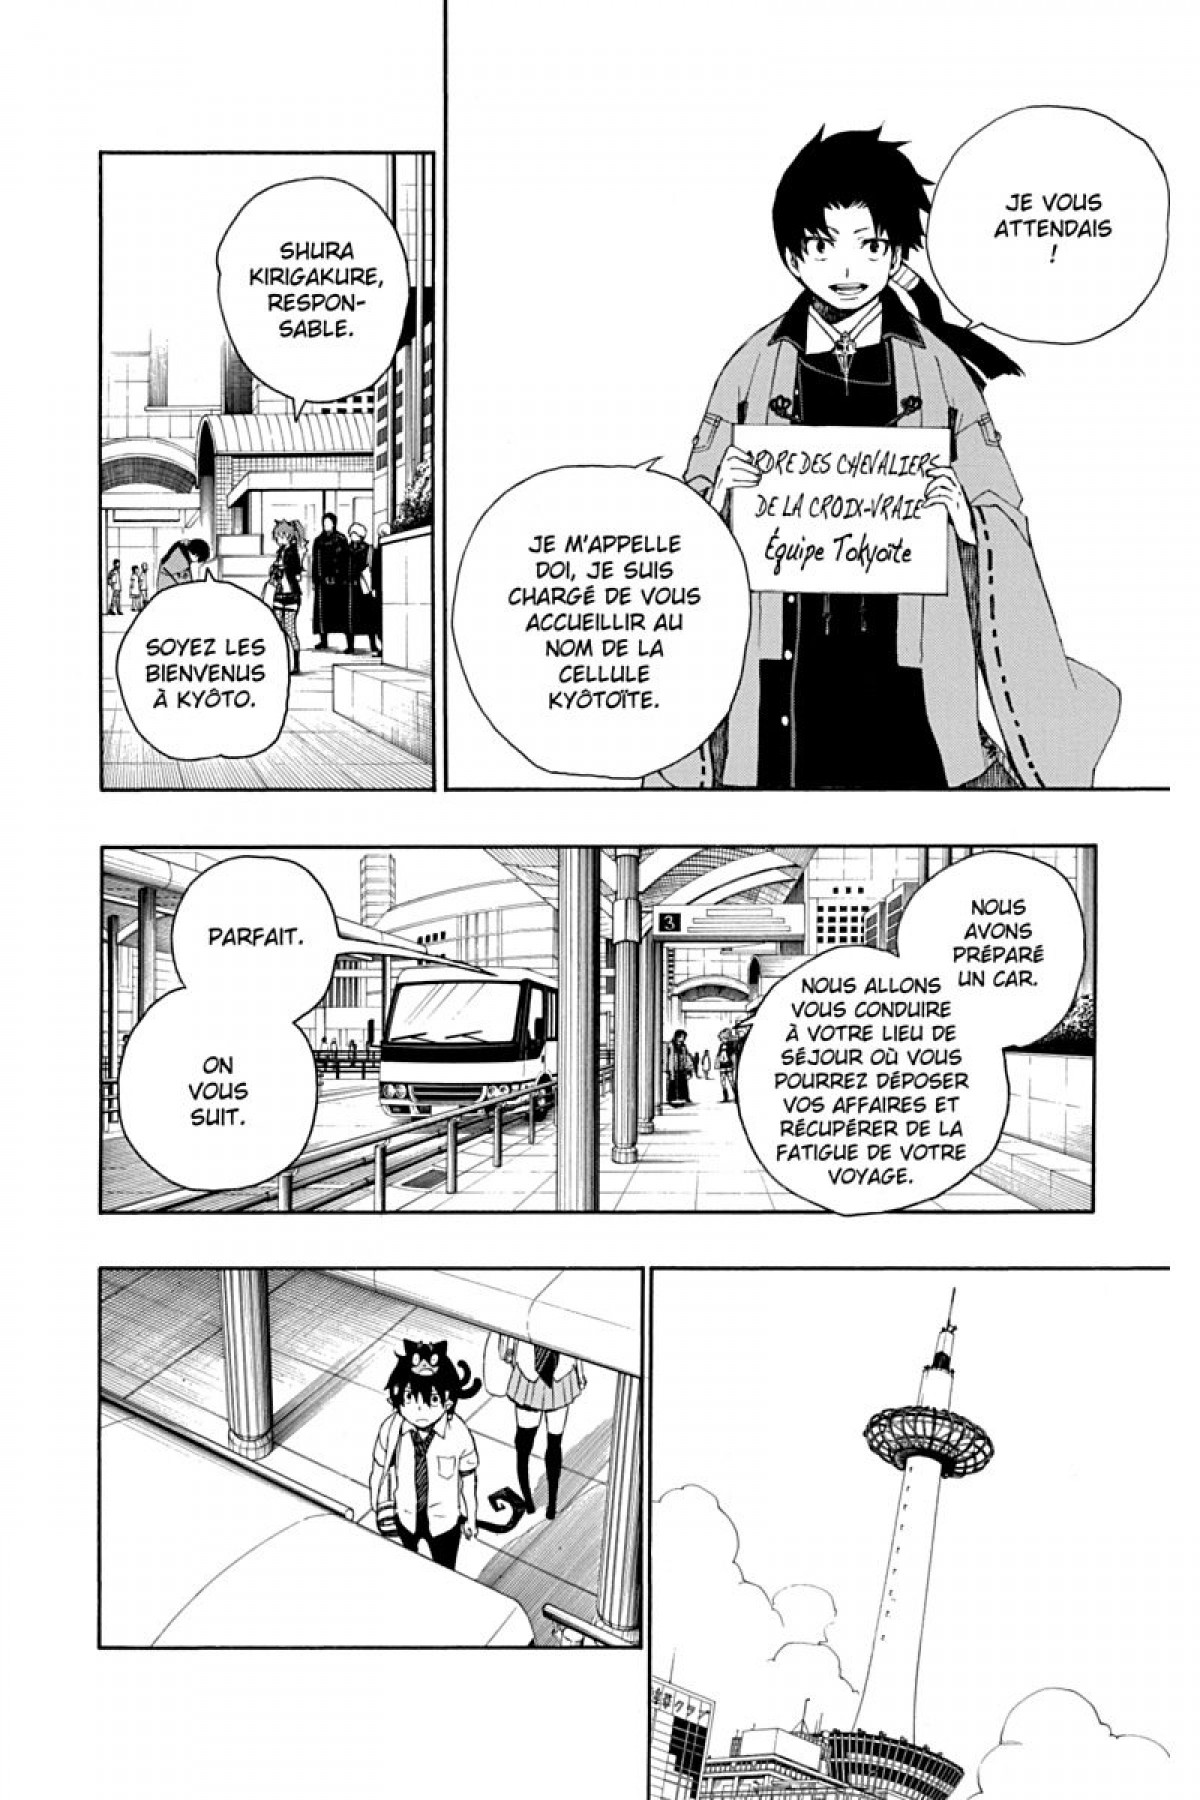 JE VOUS
ATTENDAIS
!
ORDRE DES CHEVALIERS
DE LA CROIX-VRAIE
Équipe Tokyoïte
JE M'APPELLE
DOI, JE SUIS
CHARGÉ DE VOUS
ACCUEILLIR AU
NOM DE LA
CELLULE
KYÔTOÏTE.
SHURA
KIRIGAKURE,
RESPON-
SABLE.
SOYEZ LES
BIENVENUS
À KYÔTO.
NOUS
AVONS
PRÉPARÉ
UN CAR.
NOUS ALLONS
VOUS CONDUIRE
À VOTRE LIEU DE
SÉJOUR OÙ VOUS
POURREZ DÉPOSER
VOS AFFAIRES ET
RÉCUPÉRER DE LA
FATIGUE DE VOTRE
VOYAGE.
3
PARFAIT.
ON
VOUS
SUIT.